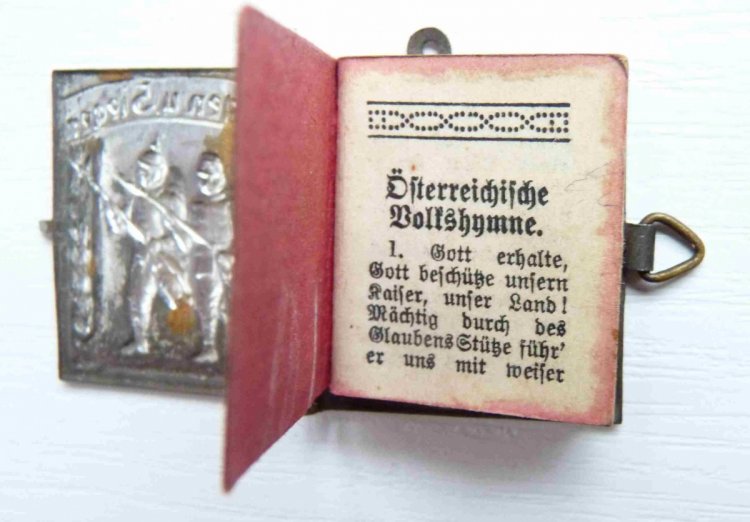 Österreichische
Volkshymne.
1. Gott erhalte,
Gott beschütze unsern
Kaiser, unser Land!
Mächtig durch des
Glaubens Stütze führ'
er uns mit weiser